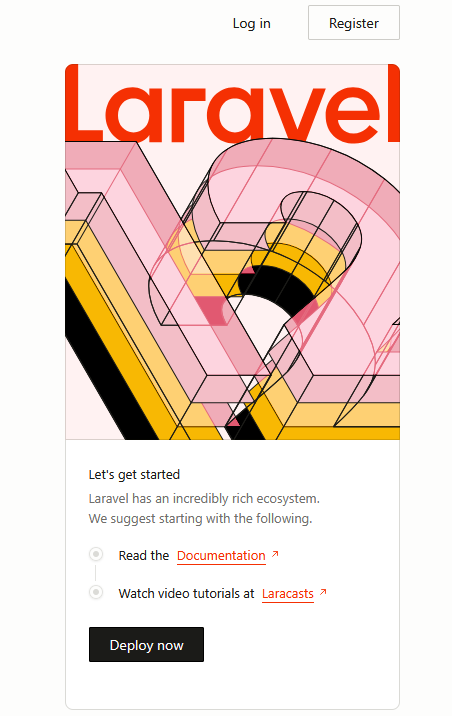 Log in
Register
Laravel
Let's get started
Laravel has an incredibly rich ecosystem.
We suggest starting with the following.
Read the Documentation
Watch video tutorials at Laracasts
Deploy now